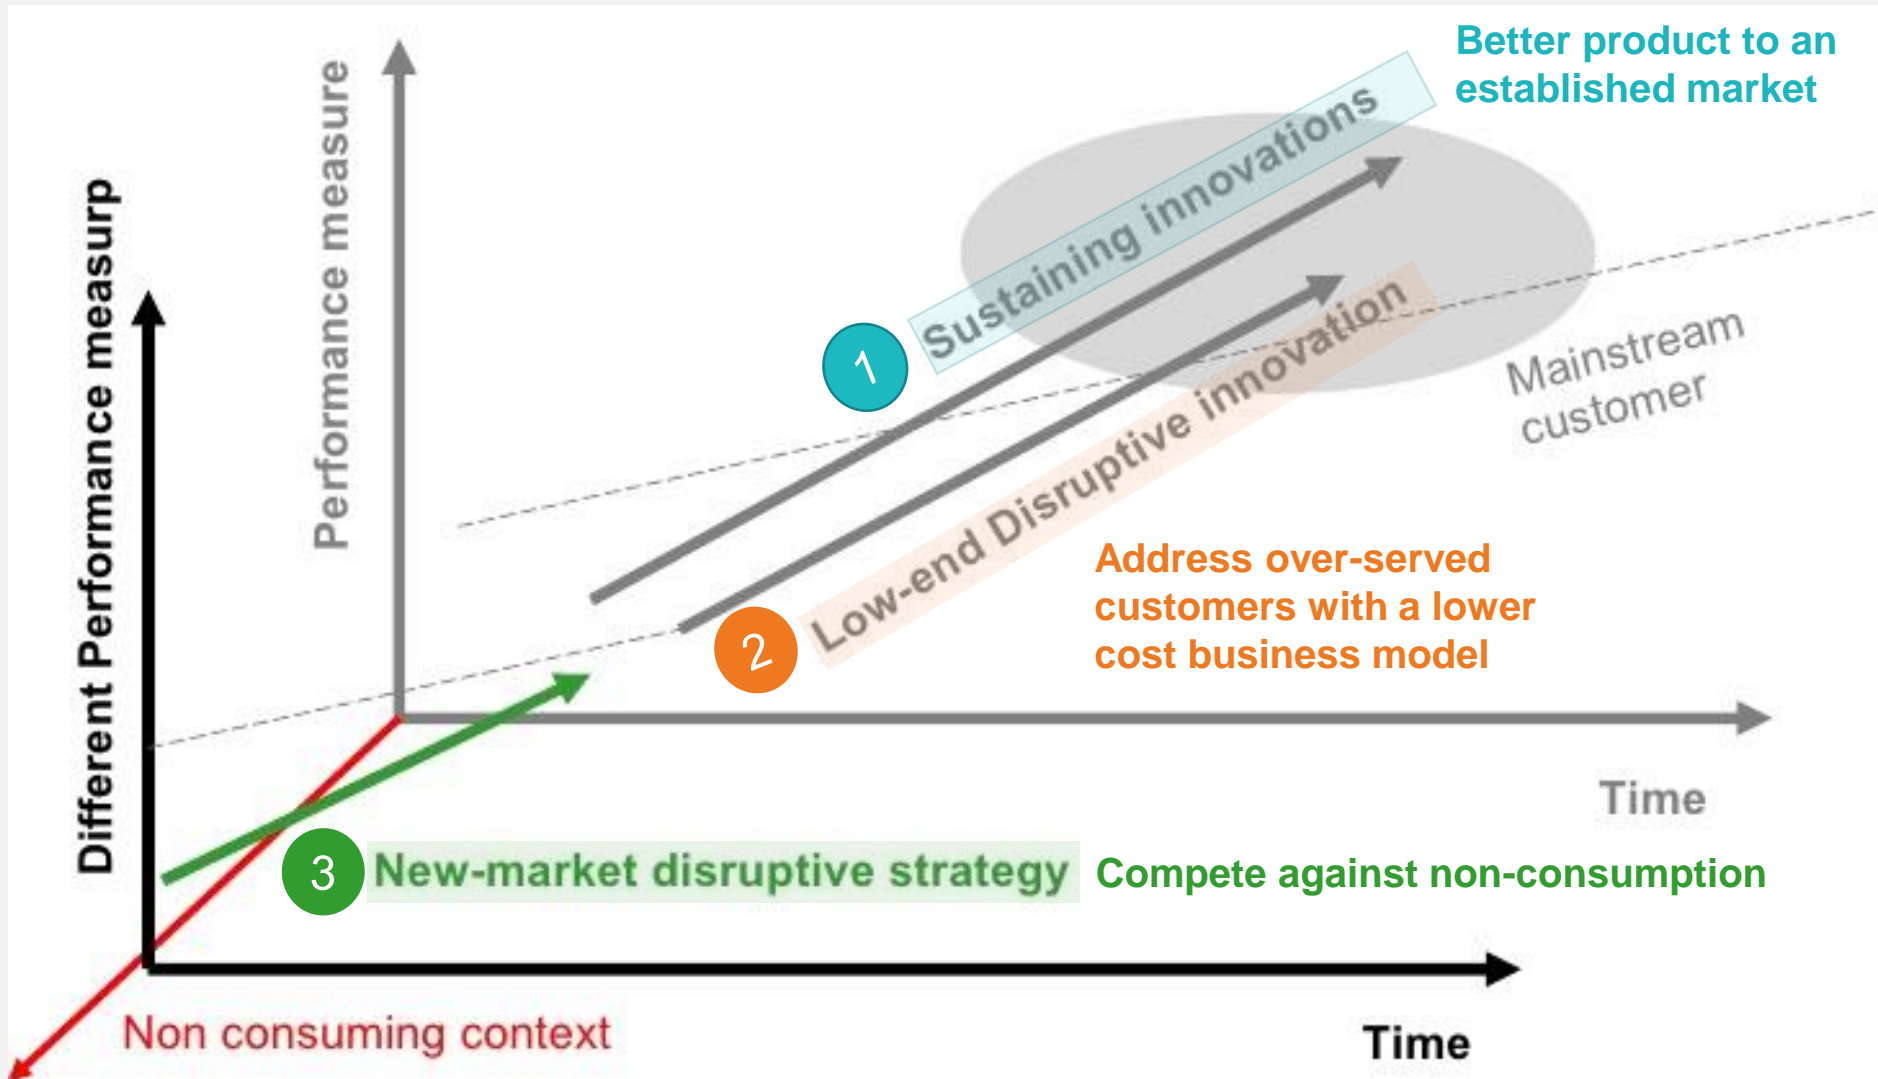 Better product to an
established market
Performance measure
Different Performance measurp
Sustaining innovations
1
Mainstream
customer
Low-end Disruptive innovation
2
Address over-served
customers with a lower
cost business model
Time
3
New-market disruptive strategy
Compete against non-consumption
Non consuming context
Time